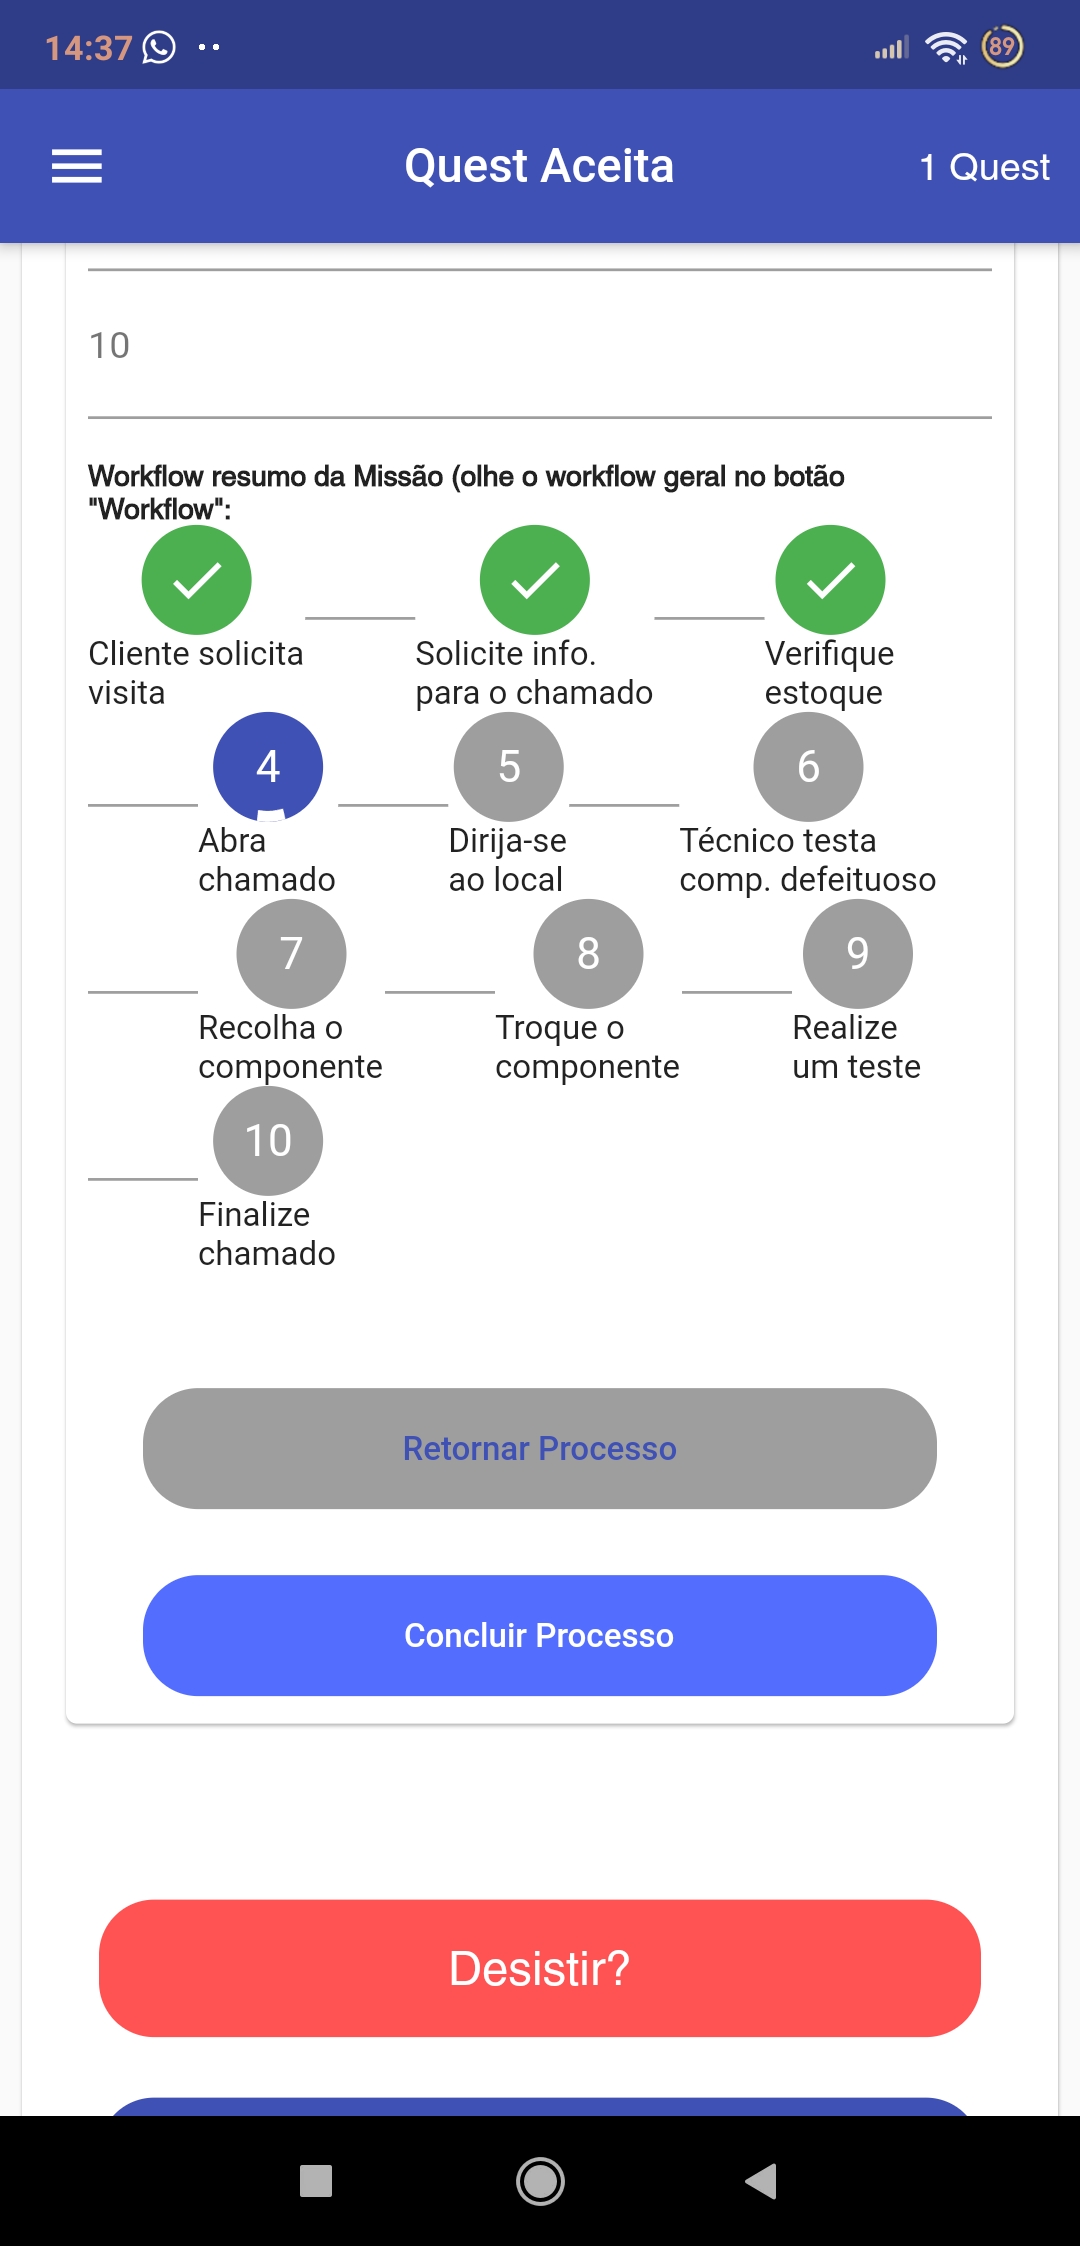 14:37
89
Quest Aceita
1 Quest
10
Workflow resumo da Missão (olhe o workflow geral no botão
"Workflow":
Cliente solicita
visita
Solicite info.
para o chamado
Verifique
estoque
4
Abra
chamado
5
Dirija-se
ao local
6
Técnico testa
comp. defeituoso
7
Recolha o
componente
8
Troque o
componente
9
Realize
um teste
10
Finalize
chamado
Retornar Processo
Concluir Processo
Desistir?